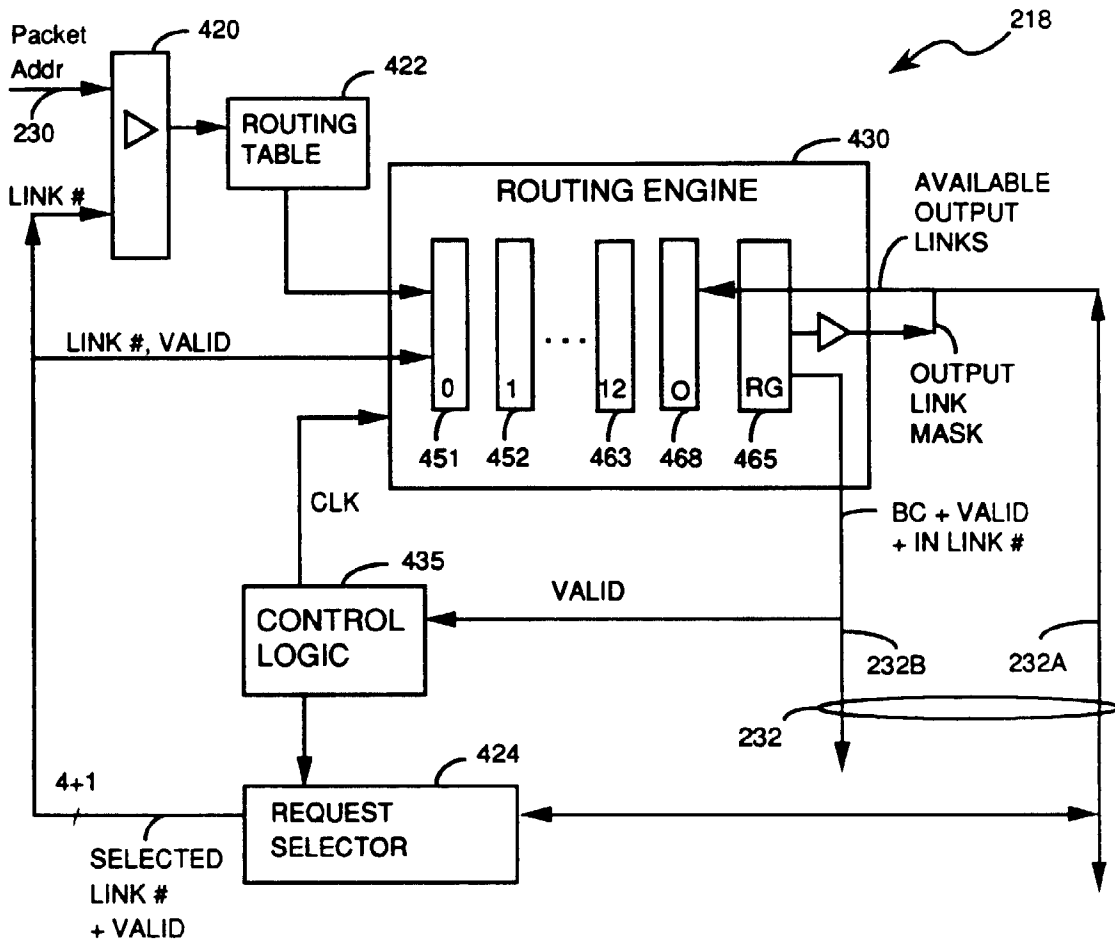 218
Packet
Addr
420
422
230
ROUTING
TABLE
430
ROUTING ENGINE
AVAILABLE
OUTPUT
LINKS
LINK #
LINK #, VALID
0
1
...
12
O
RG
OUTPUT
LINK
MASK
451
452
463
468
465
CLK
BC + VALID
+ IN LINK #
435
VALID
CONTROL
LOGIC
232B
232A
232
424
4+1
REQUEST
SELECTOR
SELECTED
LINK #
+ VALID